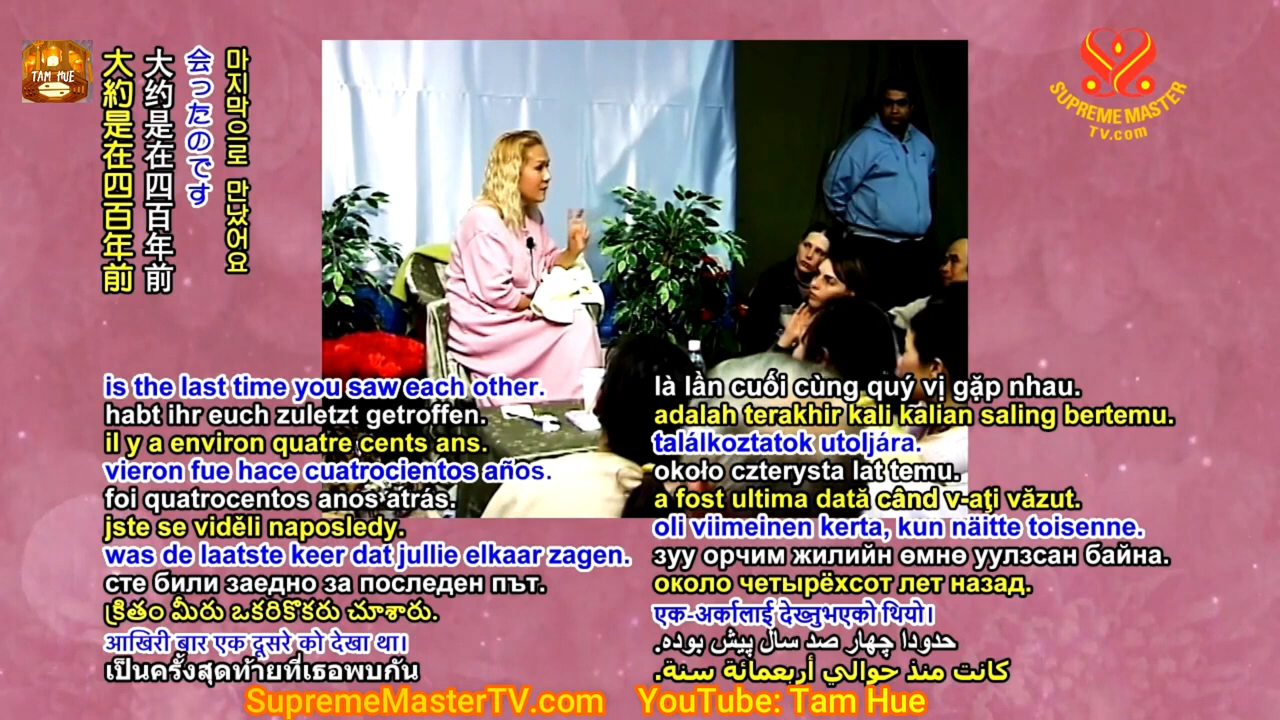 TAM HUE
大約是在四百年前
大约是在四百年前
会ったのです
마지막으로 만났어요
SUPREME MASTER
TV.com
is the last time you saw each other.
habt ihr euch zuletzt getroffen.
il y a environ quatre cents ans.
vieron fue hace cuatrocientos años.
foi quatrocentos anos atrás.
jste se viděli naposledy.
was de laatste keer dat jullie elkaar zagen.
сте били заедно за последен път.
క్రితం మీరు ఒకరికొకరు చూశారు.
आखिरी बार एक दूसरे को देखा था।
เป็นครั้งสุดท้ายที่เธอพบกัน
là lần cuối cùng quý vị gặp nhau.
adalah terakhir kali kalian saling bertemu.
találkoztatok utoljára.
około czterysta lat temu.
a fost ultima dată când v-aţi văzut.
oli viimeinen kerta, kun näitte toisenne.
зуу орчим жилийн өмнө уулзсан байна.
около четырёхсот лет назад.
एक-अर्कालाई देख्नुभएको थियो।
حدودا چهار صد سال پیش بوده.
كانت منذ حوالي أربعمائة سنة.
SupremeMasterTV.com YouTube: Tam Hue